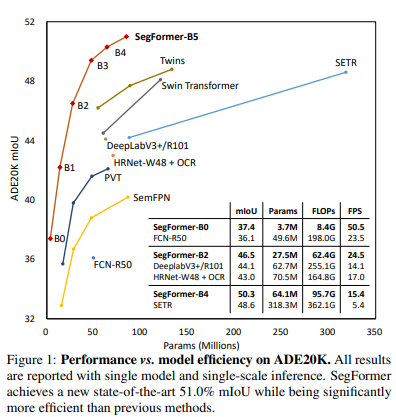 52
48
44
40
36
32
ADE20K mIoU
SegFormer-B5
B4
B3
B2
B1
B0
Twins
Swin Transformer
SETR
DeepLabV3+/R101
HRNet-W48 + OCR
PVT
SemFPN
FCN-R50
mIoU Params FLOPs FPS
SegFormer-B0 37.4 3.7M 8.4G 50.5
FCN-R50 36.1 49.6M 198.0G 23.5
SegFormer-B2 46.5 27.5M 62.4G 24.5
DeeplabV3+/R101 44.1 62.7M 255.1G 14.1
HRNet-W48 + OCR 43.0 70.5M 164.8G 17.0
SegFormer-B4 50.3 64.1M 95.7G 15.4
SETR 48.6 318.3M 362.1G 5.4
0 50 100 150 200 250 300 350
Params (Millions)
Figure 1: Performance vs. model efficiency on ADE20K. All results
are reported with single model and single-scale inference. SegFormer
achieves a new state-of-the-art 51.0% mIoU while being significantly
more efficient than previous methods.